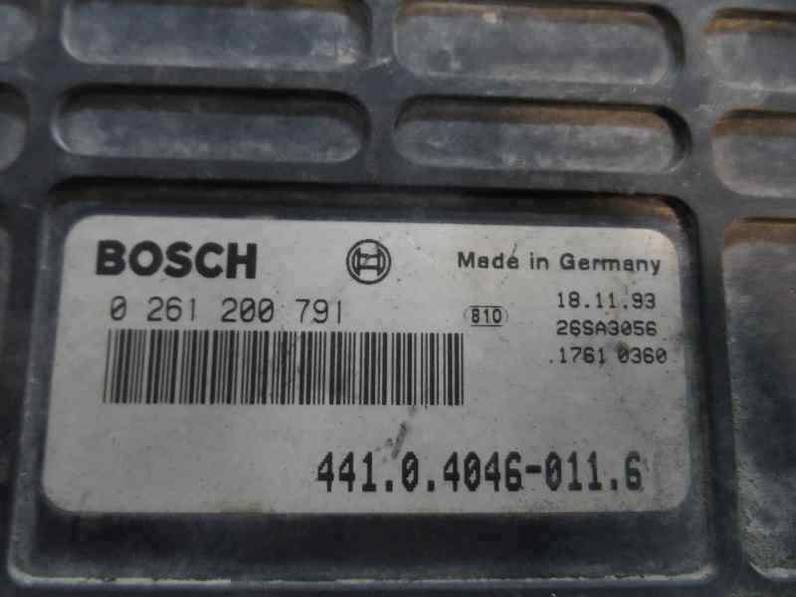 BOSCH Made in Germany
0 261 200 791 810 18.11.93
26SA3056
.1761 0360
441.0.4046-011.6